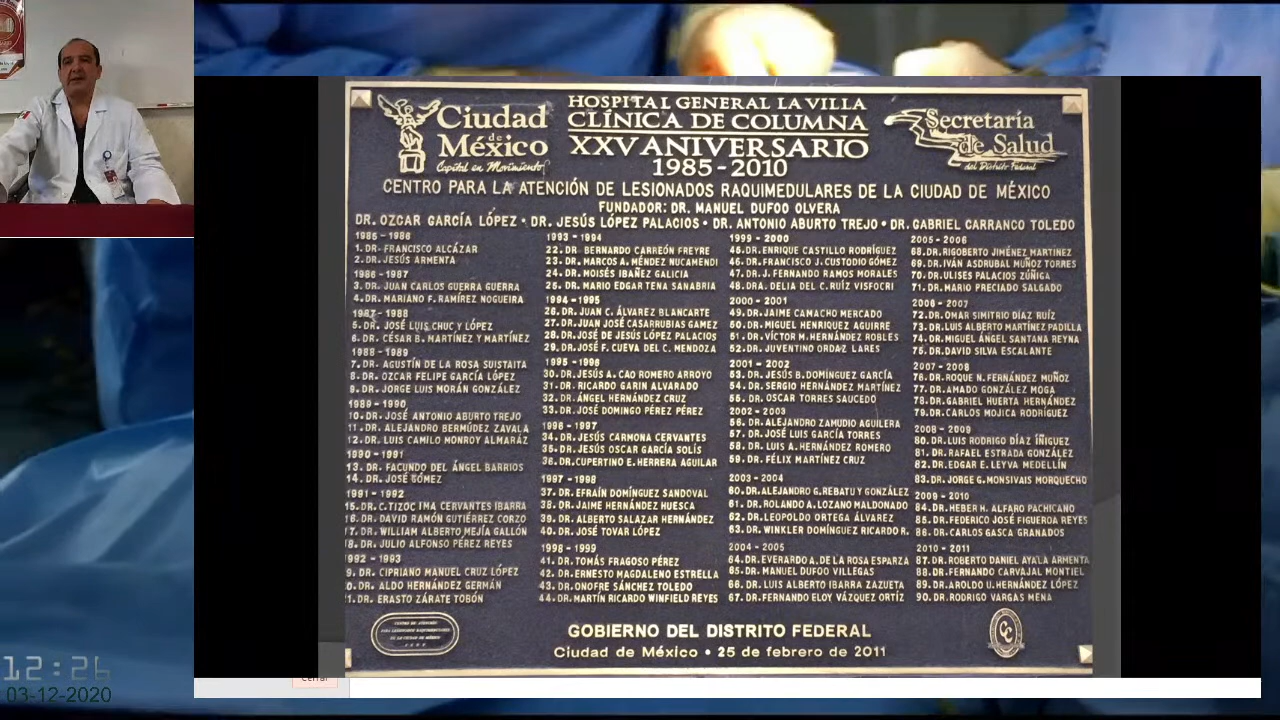 Ciudad
de
México
Capital en Movimiento
HOSPITAL GENERAL LA VILLA
CLÍNICA DE COLUMNA
XXV ANIVERSARIO
1985-2010
Secretaría
de Salud
del Distrito Federal
CENTRO PARA LA ATENCIÓN DE LESIONADOS RAQUIMEDULARES DE LA CIUDAD DE MÉXICO
FUNDADOR: DR. MANUEL DUFOO OLVERA
DR. OZCAR GARCÍA LÓPEZ • DR. JESÚS LÓPEZ PALACIOS • DR. ANTONIO ABURTO TREJO • DR. GABRIEL CARRANCO TOLEDO
1985-1986
1. DR. FRANCISCO ALCÁZAR
2. DR. JESÚS ARMENTA
1986-1987
3. DR. JUAN CARLOS GUERRA GUERRA
4. DR. MARIANO F. RAMÍREZ NOGUEIRA
1987-1988
5. DR. JOSÉ LUIS CHUC Y LÓPEZ
6. DR. CÉSAR B. MARTÍNEZ Y MARTÍNEZ
1988-1989
7. DR. AGUSTÍN DE LA ROSA SUISTAITA
8. DR. OZCAR FELIPE GARCÍA LÓPEZ
9. DR. JORGE LUIS MORÁN GONZÁLEZ
1989-1990
10. DR. JOSÉ ANTONIO ABURTO TREJO
11. DR. ALEJANDRO BERMÚDEZ ZAVALA
12. DR. LUIS CAMILO MONROY ALMARÁZ
1990-1991
13. DR. FACUNDO DEL ÁNGEL BARRIOS
14. DR. JOSÉ GÓMEZ
1991-1992
15. DR. C. TIZOC IMA CERVANTES IBARRA
16. DR. DAVID RAMÓN GUTIÉRREZ CORZO
7. DR. WILLIAM ALBERTO MEJÍA GALLÓN
8. DR. JULIO ALFONSO PÉREZ REYES
1992-1993
9. DR. CIPRIANO MANUEL CRUZ LÓPEZ
0. DR. ALDO HERNÁNDEZ GERMÁN
1. DR. ERASTO ZÁRATE TOBÓN
1993-1994
22. DR. BERNARDO CARREÓN FREYRE
23. DR. MARCOS A. MÉNDEZ NUCAMENDI
24. DR. MOISÉS IBAÑEZ GALICIA
25. DR. MARIO EDGAR TENA SANABRIA
1994-1995
26. DR. JUAN C. ÁLVAREZ BLANCARTE
27. DR. JUAN JOSÉ CASARRUBIAS GAMEZ
28. DR. JOSÉ DE JESÚS LÓPEZ PALACIOS
29. DR. JOSÉ F. CUEVA DEL C. MENDOZA
1995-1996
30. DR. JESÚS A. CAO ROMERO ARROYO
31. DR. RICARDO GARIN ALVARADO
32. DR. ÁNGEL HERNÁNDEZ CRUZ
33. DR. JOSÉ DOMINGO PÉREZ PÉREZ
1996-1997
34. DR. JESÚS CARMONA CERVANTES
35. DR. JESÚS OSCAR GARCÍA SOLÍS
36. DR. CUPERTINO E. HERRERA AGUILAR
1997-1998
37. DR. EFRAÍN DOMÍNGUEZ SANDOVAL
38. DR. JAIME HERNÁNDEZ HUESCA
39. DR. ALBERTO SALAZAR HERNÁNDEZ
40. DR. JOSÉ TOVAR LÓPEZ
1998-1999
41. DR. TOMÁS FRAGOSO PÉREZ
42. DR. ERNESTO MAGDALENO ESTRELLA
43. DR. ONOFRE SÁNCHEZ TOLEDO
44. DR. MARTÍN RICARDO WINFIELD REYES
1999-2000
45. DR. ENRIQUE CASTILLO RODRÍGUEZ
46. DR. FRANCISCO J. CUSTODIO GÓMEZ
47. DR. J. FERNANDO RAMOS MORALES
48. DRA. DELIA DEL C. RUÍZ VISFOCRI
2000-2001
49. DR. JAIME CAMACHO MERCADO
50. DR. MIGUEL HENRIQUEZ AGUIRRE
51. DR. VÍCTOR M. HERNÁNDEZ ROBLES
52. DR. JUVENTINO ORDAZ LARES
2001-2002
53. DR. JESÚS B. DOMÍNGUEZ GARCÍA
54. DR. SERGIO HERNÁNDEZ MARTÍNEZ
55. DR. OSCAR TORRES SAUCEDO
2002-2003
56. DR. ALEJANDRO ZAMUDIO AGUILERA
57. DR. JOSÉ LUIS GARCÍA TORRES
58. DR. LUIS A. HERNÁNDEZ ROMERO
59. DR. FÉLIX MARTÍNEZ CRUZ
2003-2004
60. DR. ALEJANDRO G. REBATU Y GONZÁLEZ
61. DR. ROLANDO A. LOZANO MALDONADO
62. DR. LEOPOLDO ORTEGA ÁLVAREZ
63. DR. WINKLER DOMÍNGUEZ RICARDO R.
2004-2005
64. DR. EVERARDO A. DE LA ROSA ESPARZA
65. DR. MANUEL DUFOO VILLEGAS
66. DR. LUIS ALBERTO IBARRA ZAZUETA
67. DR. FERNANDO ELOY VÁZQUEZ ORTÍZ
2005-2006
68. DR. RIGOBERTO JIMÉNEZ MARTINEZ
69. DR. IVÁN ASDRUBAL MUÑOZ TORRES
70. DR. ULISES PALACIOS ZÚÑIGA
71. DR. MARIO PRECIADO SALGADO
2006-2007
72. DR. OMAR SIMITRIO DÍAZ RUÍZ
73. DR. LUIS ALBERTO MARTÍNEZ PADILLA
74. DR. MIGUEL ÁNGEL SANTANA REYNA
75. DR. DAVID SILVA ESCALANTE
2007-2008
76. DR. ROQUE N. FERNÁNDEZ MUÑOZ
77. DR. AMADO GONZÁLEZ MOGA
78. DR. GABRIEL HUERTA HERNÁNDEZ
79. DR. CARLOS MOJICA RODRÍGUEZ
2008-2009
80. DR. LUIS RODRIGO DÍAZ ÍÑIGUEZ
81. DR. RAFAEL ESTRADA GONZÁLEZ
82. DR. EDGAR E. LEYVA MEDELLÍN
83. DR. JORGE G. MONSIVAIS MORQUECHO
2009-2010
84. DR. HEBER H. ALFARO PACHICANO
85. DR. FEDERICO JOSÉ FIGUEROA REYES
86. DR. CARLOS GASCA GRANADOS
2010-2011
87. DR. ROBERTO DANIEL AYALA ARMENTA
88. DR. FERNANDO CARVAJAL MONTIEL
89. DR. AROLDO U. HERNÁNDEZ LÓPEZ
90. DR. RODRIGO VARGAS MENA
GOBIERNO DEL DISTRITO FEDERAL
Ciudad de México • 25 de febrero de 2011
CC
Cerrar
12:26
03-12-2020